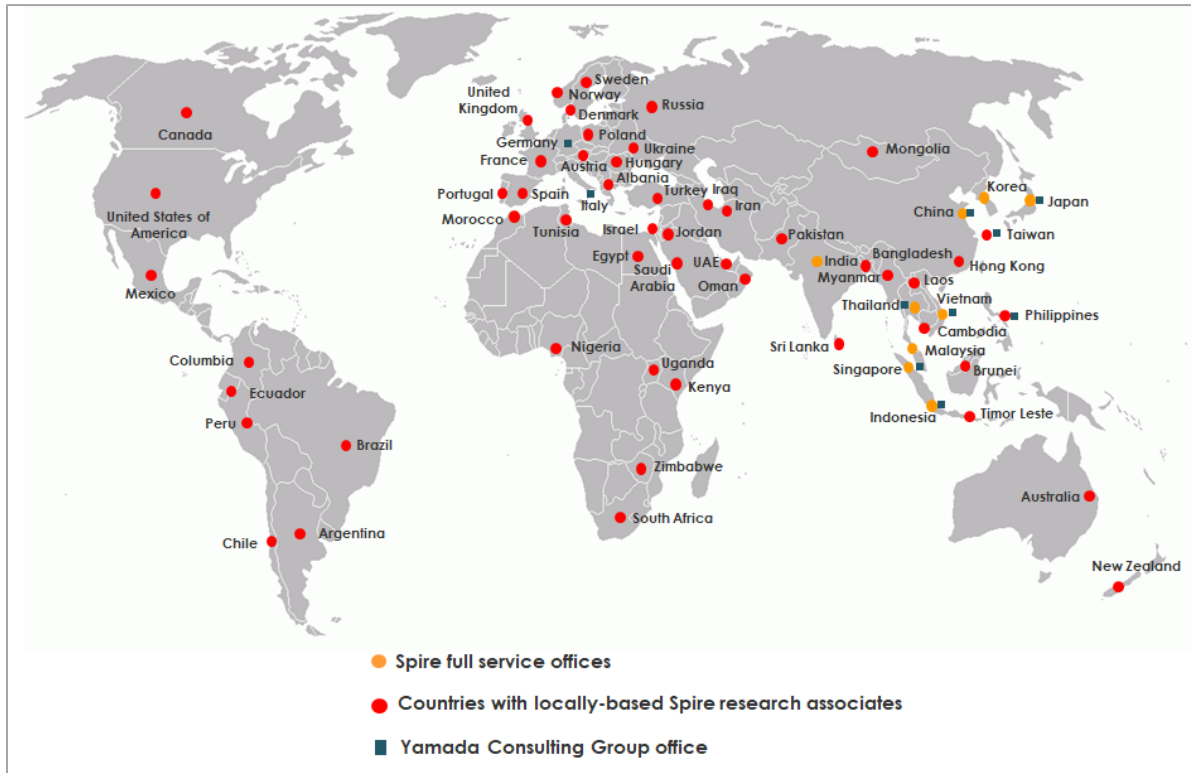 Sweden
United
Kingdom
Norway
Russia
Denmark
Canada
Germany
Poland
Ukraine
Mongolia
France
Austria
Hungary
Albania
Korea
Portugal
Spain
Italy
Turkey Iraq
Iran
China
Japan
United States of
America
Morocco
Tunisia
Israel
Jordan
Pakistan
Taiwan
Egypt
Saudi
Arabia
UAE
Oman
India
Bangladesh
Hong Kong
Myanmar
Laos
Mexico
Thailand
Vietnam
Philippines
Cambodia
Columbia
Nigeria
Uganda
Sri Lanka
Malaysia
Singapore
Brunei
Ecuador
Kenya
Peru
Indonesia
Timor Leste
Brazil
Zimbabwe
Australia
South Africa
Chile
Argentina
New Zealand
Spire full service offices
Countries with locally-based Spire research associates
Yamada Consulting Group office